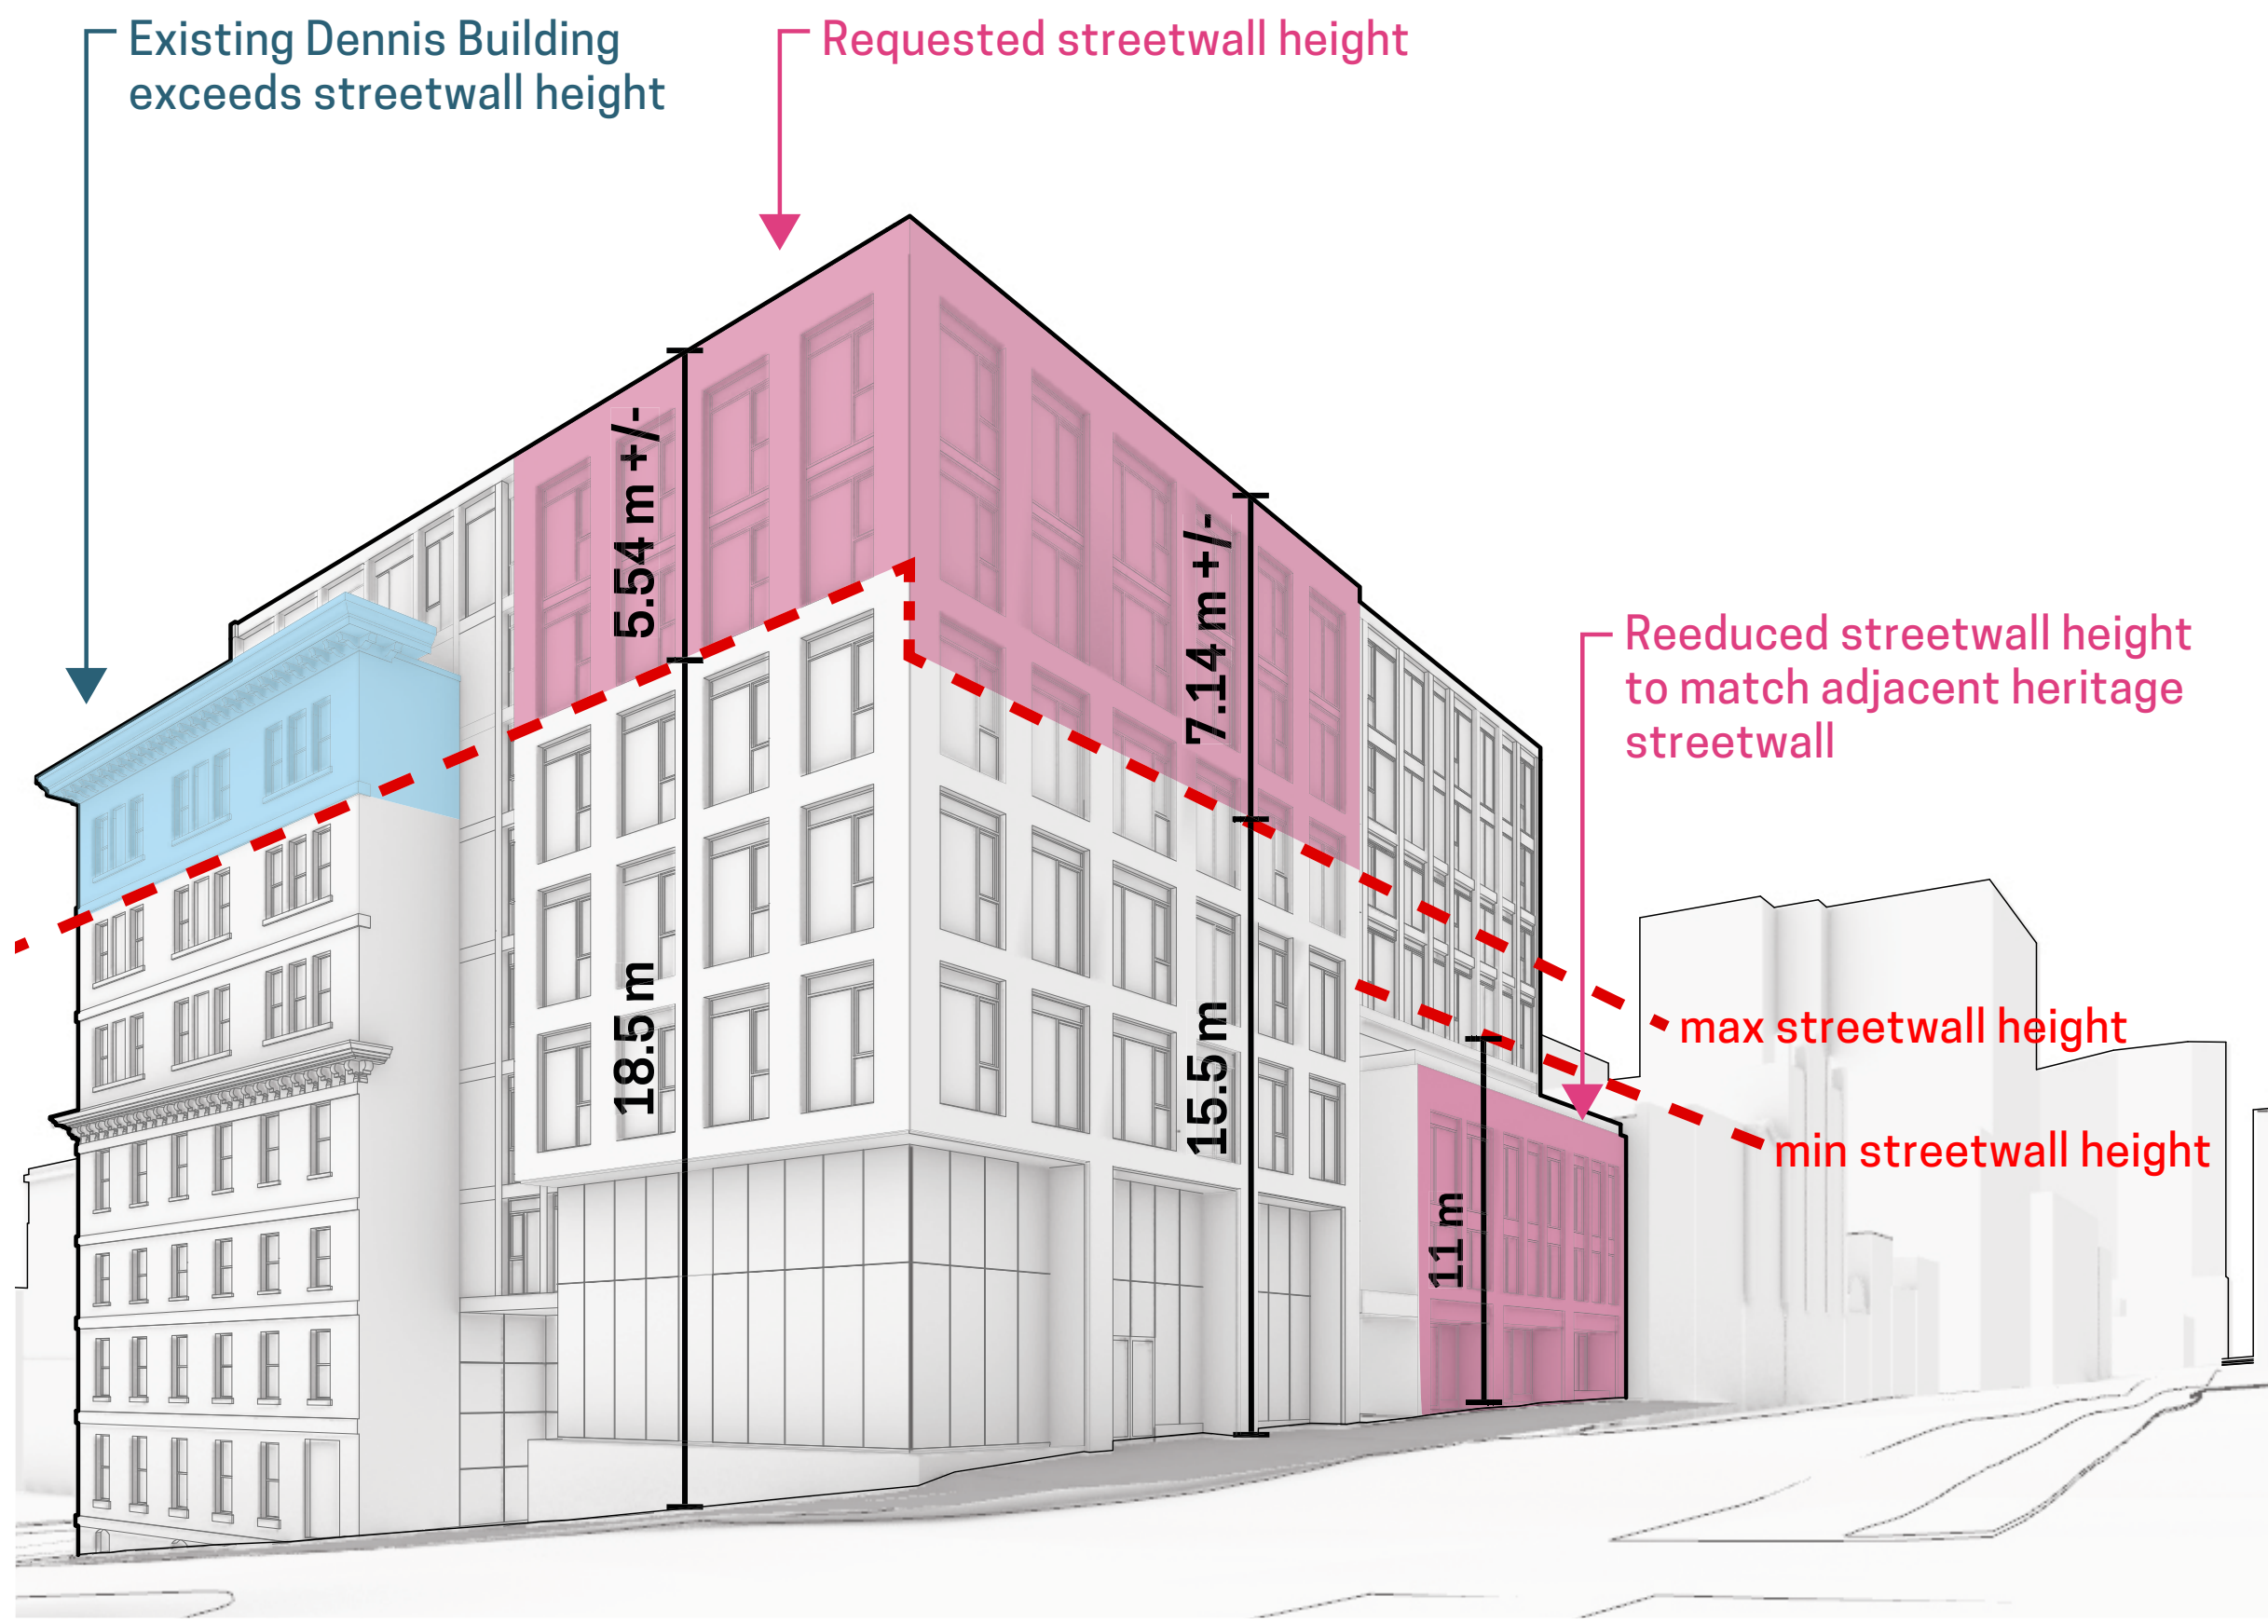 Existing Dennis Building
exceeds streetwall height
Requested streetwall height
5.54 m +/-
7.14 m +/-
Reeduced streetwall height
to match adjacent heritage
streetwall
18.5 m
15.5 m
max streetwall height
min streetwall height
11 m